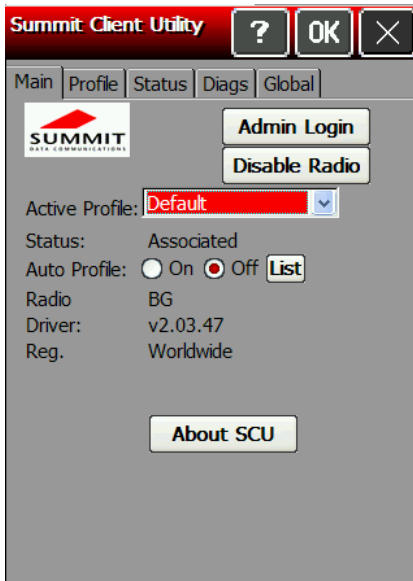 Summit Client Utility ? OK X
Main Profile Status Diags Global
SUMMIT
DATA COMMUNICATIONS
Admin Login
Disable Radio
Active Profile: Default
Status: Associated
Auto Profile: On Off List
Radio BG
Driver: v2.03.47
Reg. Worldwide
About SCU